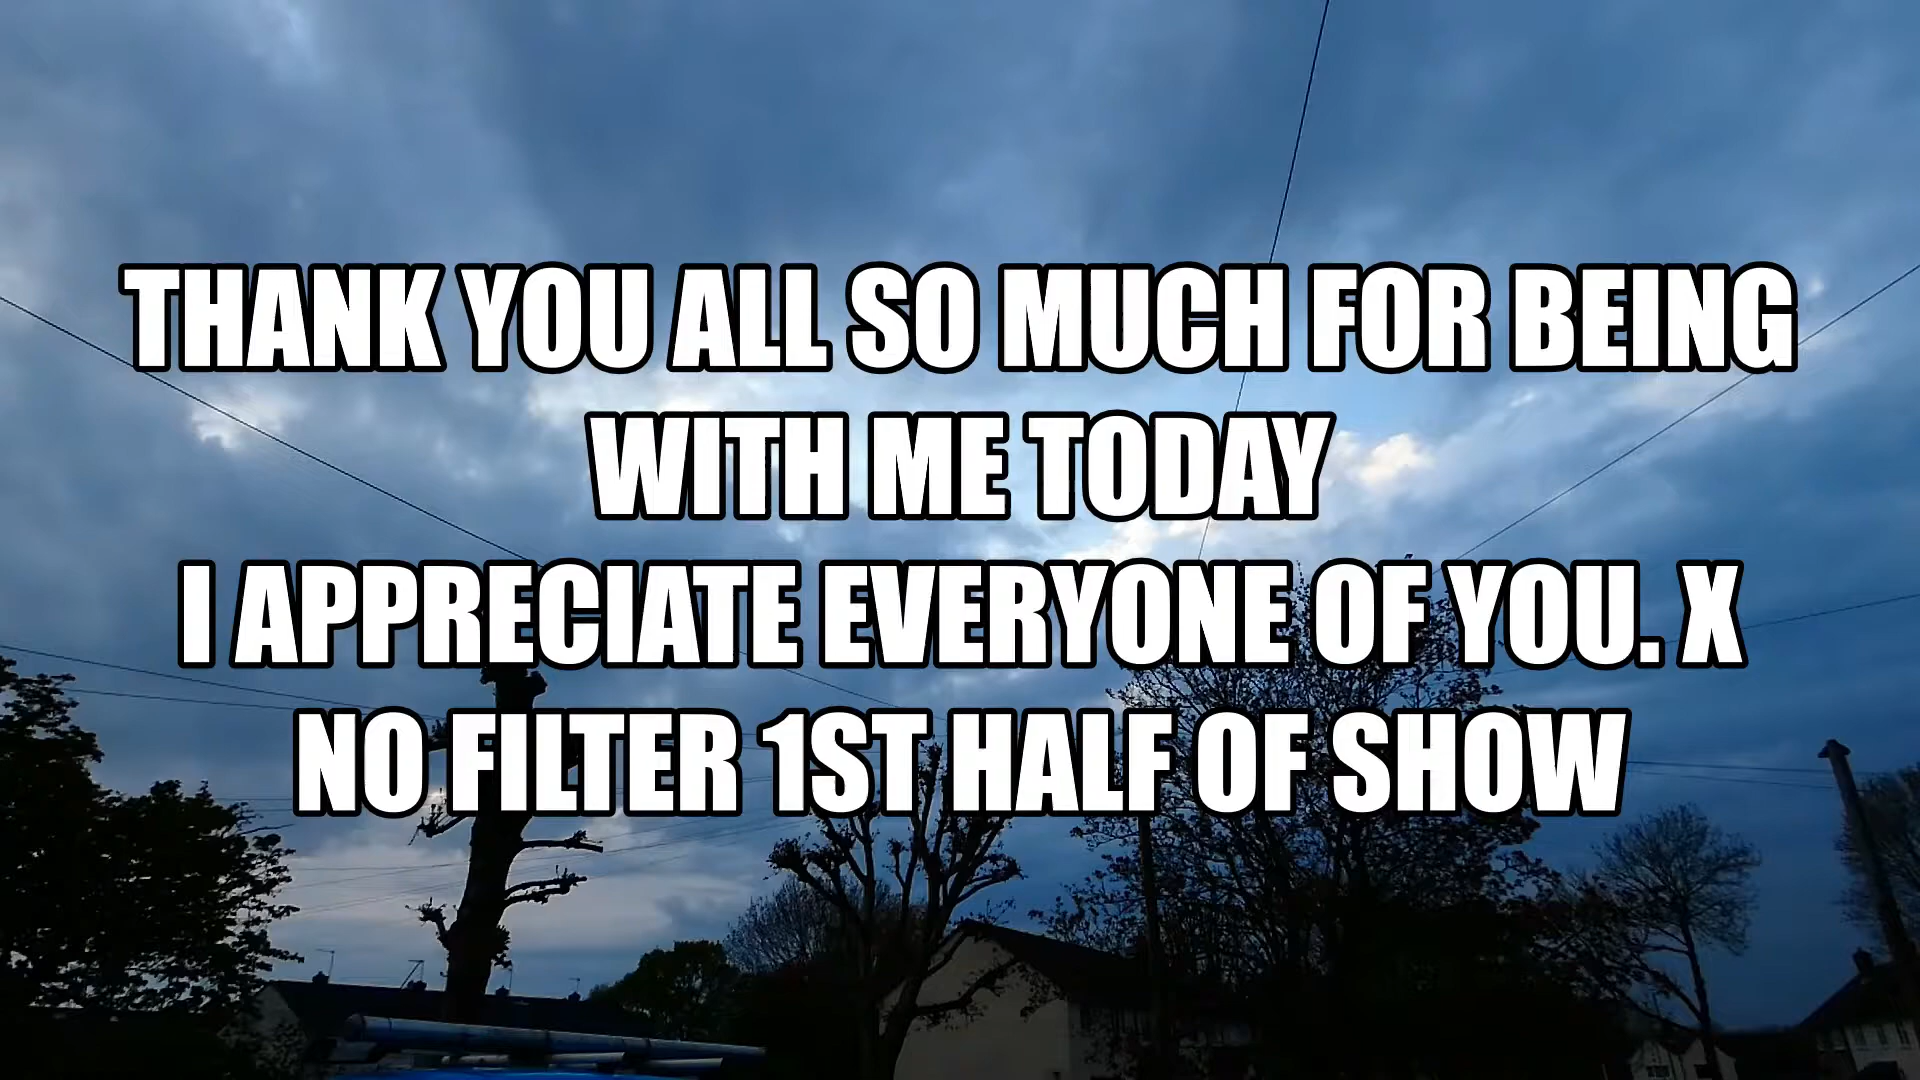 THANK YOU ALL SO MUCH FOR BEING
WITH ME TODAY
I APPRECIATE EVERYONE OF YOU. X
NO FILTER 1ST HALF OF SHOW